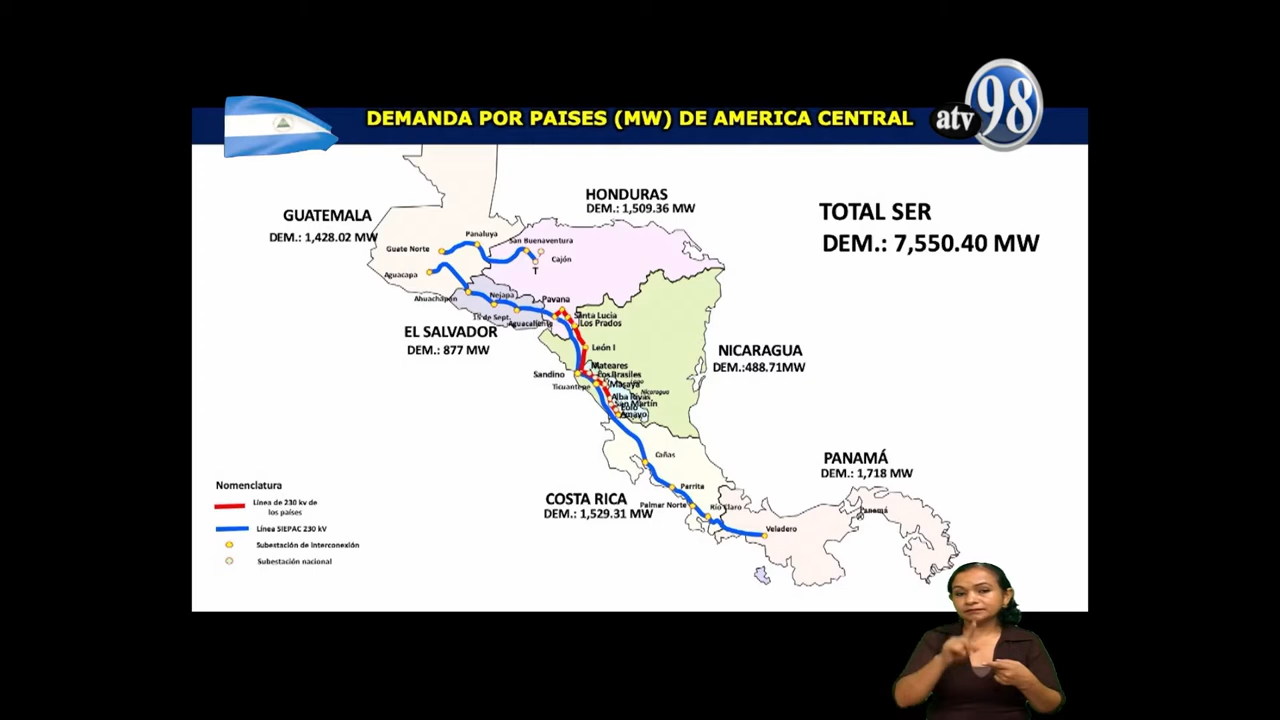 DEMANDA POR PAISES (MW) DE AMERICA CENTRAL
atv 98
GUATEMALA
DEM.: 1,428.02 MW
HONDURAS
DEM.: 1,509.36 MW
TOTAL SER
DEM.: 7,550.40 MW
Guate Norte
Panaluya
San Buenaventura
Cajón
T
Aguacapa
Ahuachapán
Nejapa
15 de Sept.
Aguacaliente
Pavana
Santa Lucia
Los Prados
EL SALVADOR
DEM.: 877 MW
León I
NICARAGUA
DEM.:488.71MW
Sandino
Mateares
Los Brasiles
Ticuantepe
Masaya
Nicaragua
Alba Rivas
San Martín
Eolo
Amayo
Cañas
PANAMÁ
DEM.: 1,718 MW
COSTA RICA
DEM.: 1,529.31 MW
Parrita
Palmar Norte
Río Claro
Veladero
Panamá
Nomenclatura
Línea de 230 kv de
los países
Línea SIEPAC 230 kV
Subestación de Interconexión
Subestación nacional